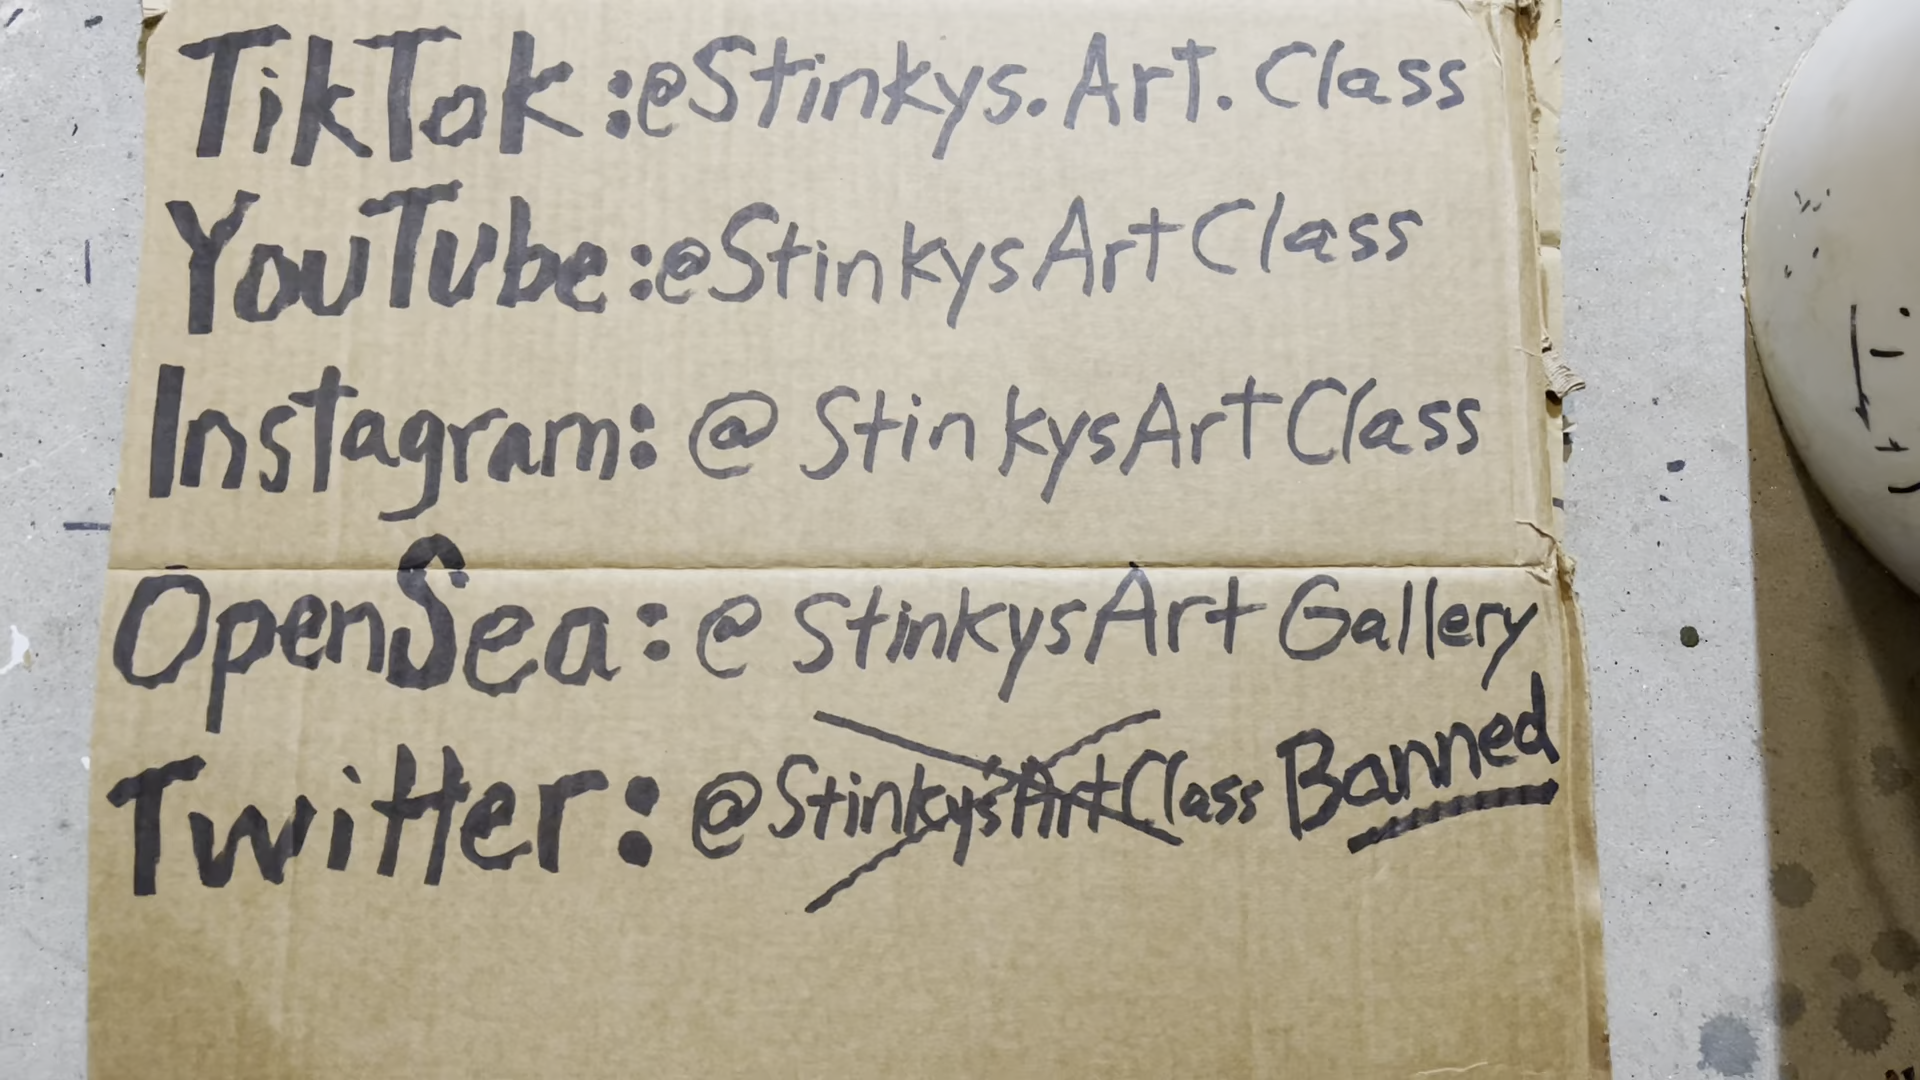 TikTok:@Stinkys.Art.Class
YouTube:@StinkysArtClass
Instagram: @StinkysArtClass
OpenSea: @StinkysArtGallery
Twitter: @StinkysArtClass Banned